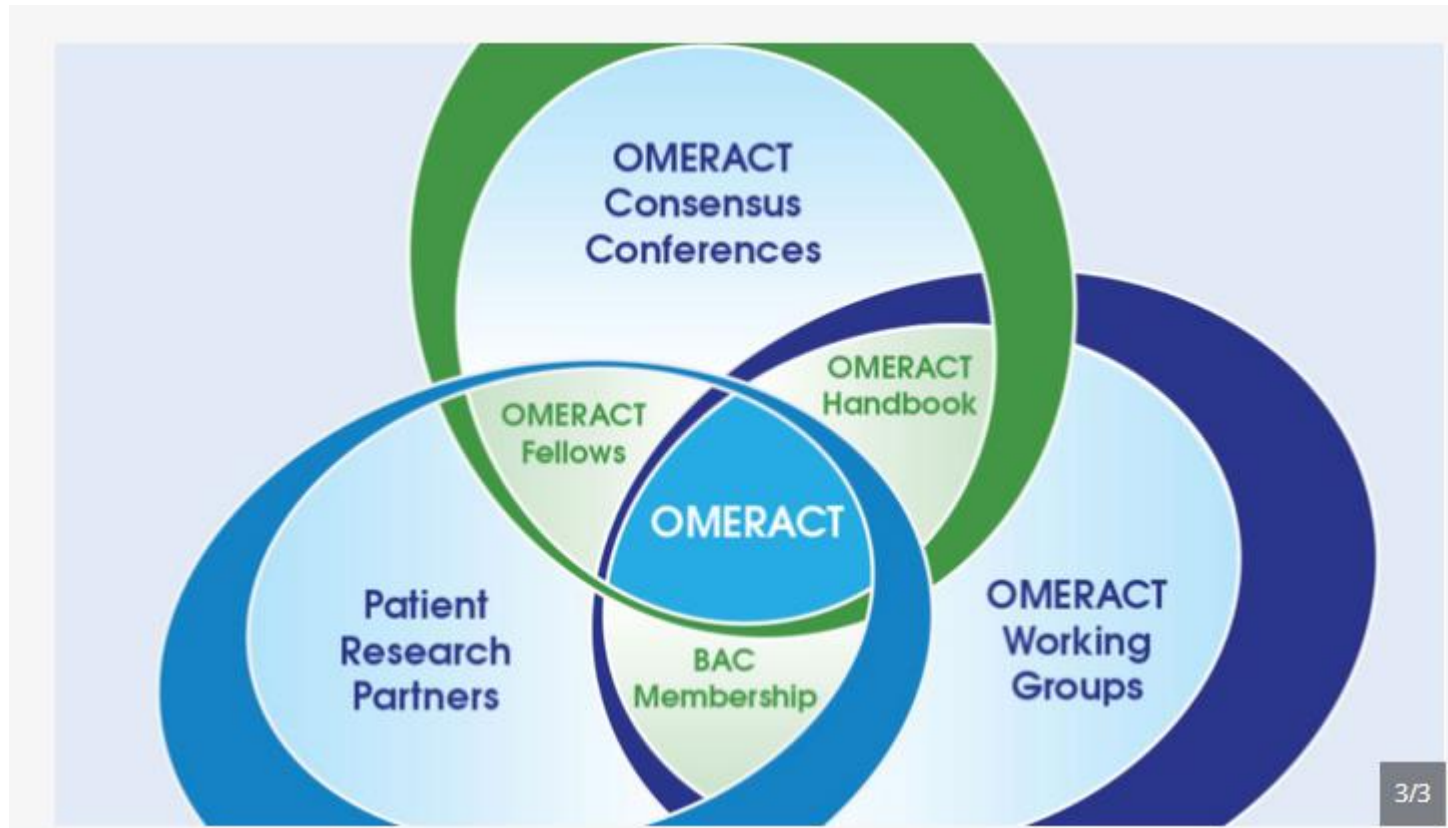 OMERACT
Consensus
Conferences
OMERACT
Handbook
OMERACT
Fellows
OMERACT
Patient
Research
Partners
OMERACT
Working
Groups
BAC
Membership
3/3